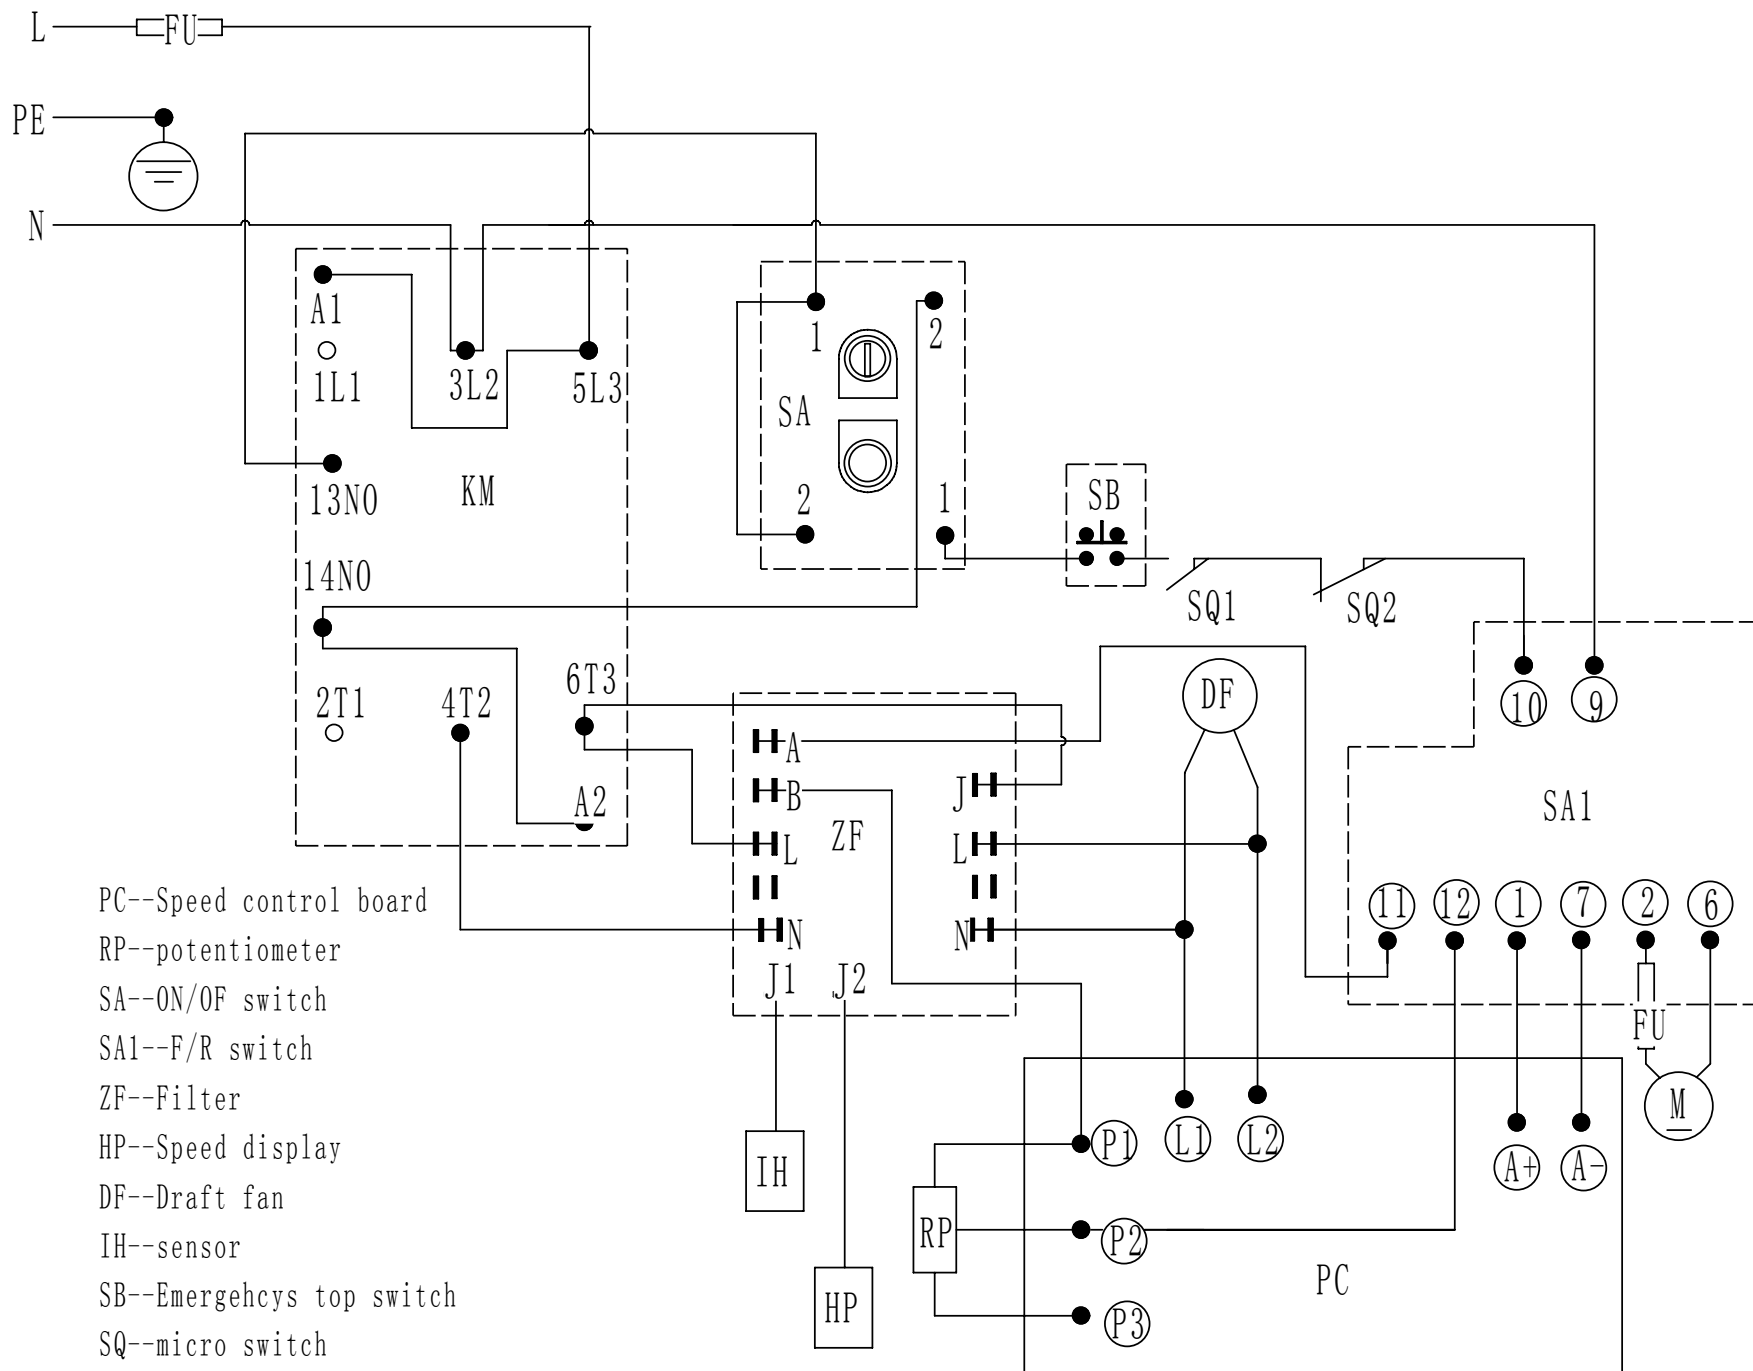 L
FU
PE
N
A1
1L1
3L2
5L3
13NO
KM
14NO
2T1
4T2
6T3
A2
1
2
SA
2
1
SB
SQ1
SQ2
10
9
SA1
11
12
1
7
2
6
FU
M
DF
A
B
ZF
J
L
L
N
N
J1
J2
IH
HP
RP
P1
L1
L2
A+
A-
P2
P3
PC
PC--Speed control board
RP--potentiometer
SA--ON/OF switch
SA1--F/R switch
ZF--Filter
HP--Speed display
DF--Draft fan
IH--sensor
SB--Emergehcys top switch
SQ--micro switch